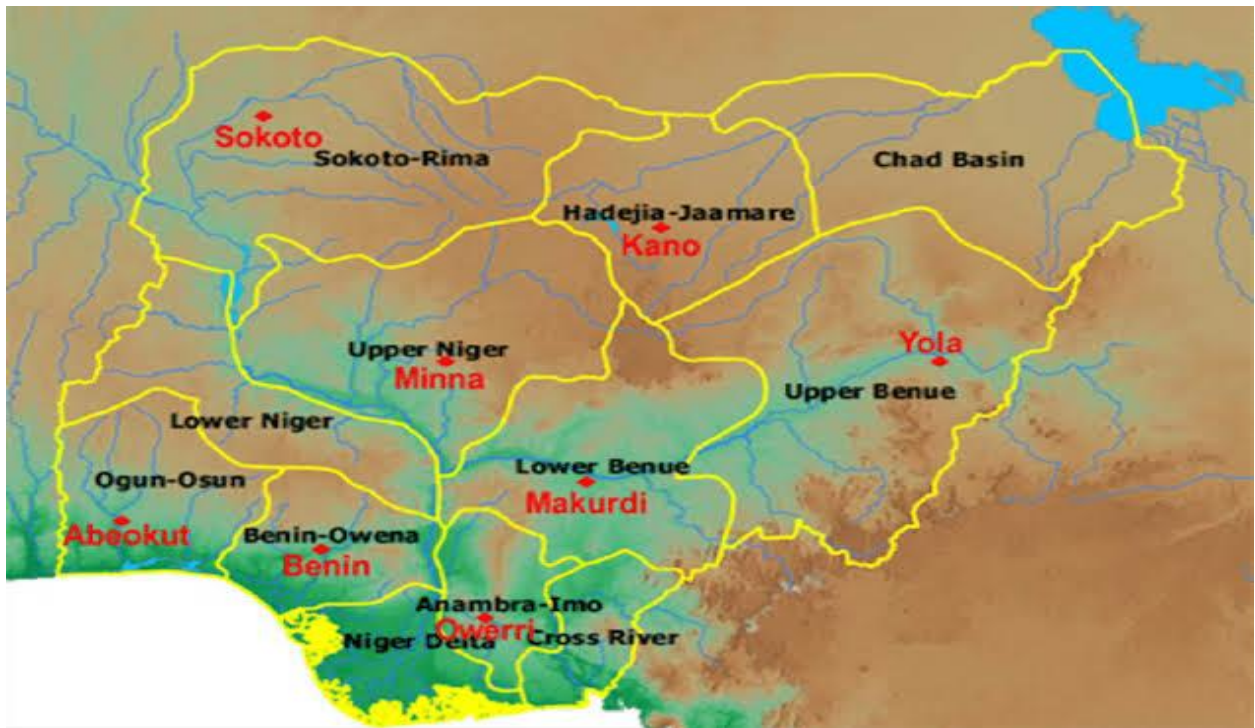 Sokoto
Sokoto-Rima
Chad Basin
Hadejia-Jaamare
Kano
Upper Niger
Minna
Yola
Upper Benue
Lower Niger
Ogun-Osun
Lower Benue
Makurdi
Abeokut
Benin-Owena
Benin
Anambra-Imo
Owerri
Niger Delta
Cross River